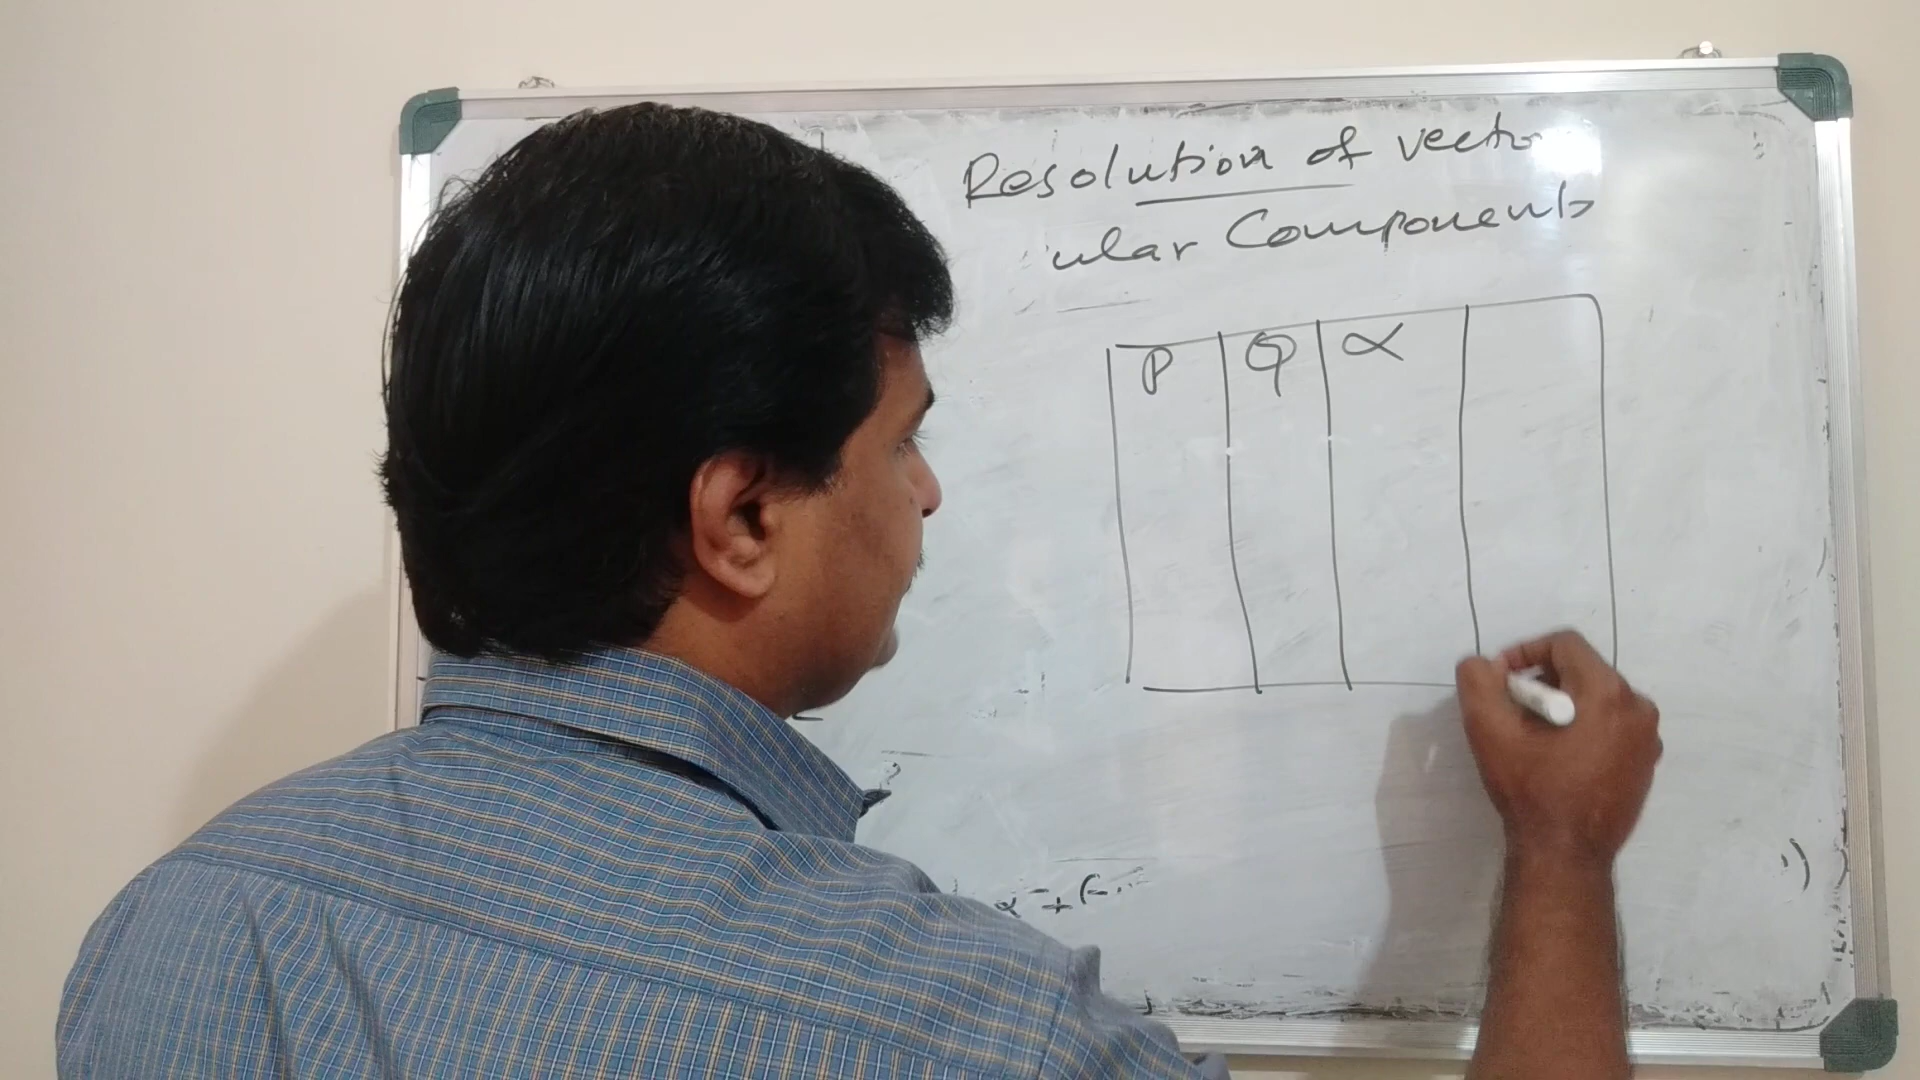 Resolution of vecto
ular Components
P Q α
α + (